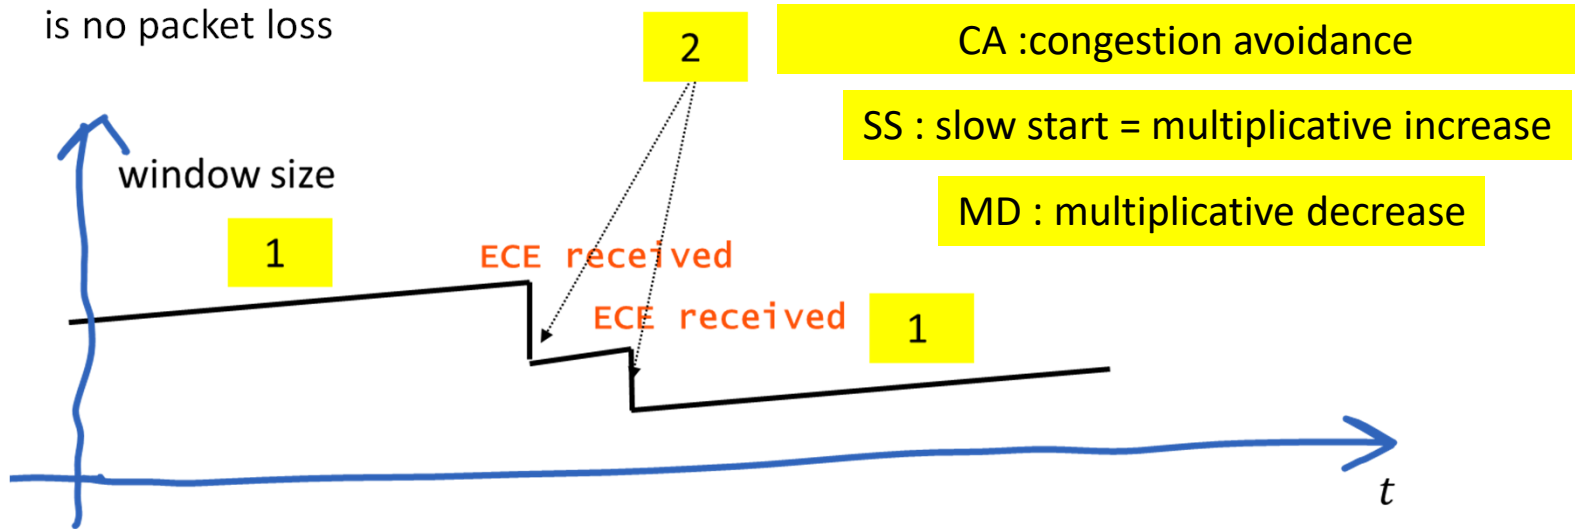 is no packet loss
2
CA :congestion avoidance
SS : slow start = multiplicative increase
window size
MD : multiplicative decrease
1
ECE received
ECE received
1
t